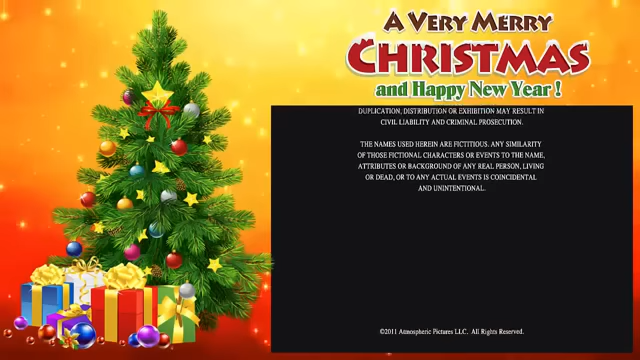 A VERY MERRY
CHRISTMAS
and Happy New Year !
DUPLICATION, DISTRIBUTION OR EXHIBITION MAY RESULT IN
CIVIL LIABILITY AND CRIMINAL PROSECUTION.
THE NAMES USED HEREIN ARE FICTITIOUS. ANY SIMILARITY
OF THOSE FICTIONAL CHARACTERS OR EVENTS TO THE NAME,
ATTRIBUTES OR BACKGROUND OF ANY REAL PERSON, LIVING
OR DEAD, OR TO ANY ACTUAL EVENTS IS COINCIDENTAL
AND UNINTENTIONAL.
©2011 Atmospheric Pictures LLC. All Rights Reserved.